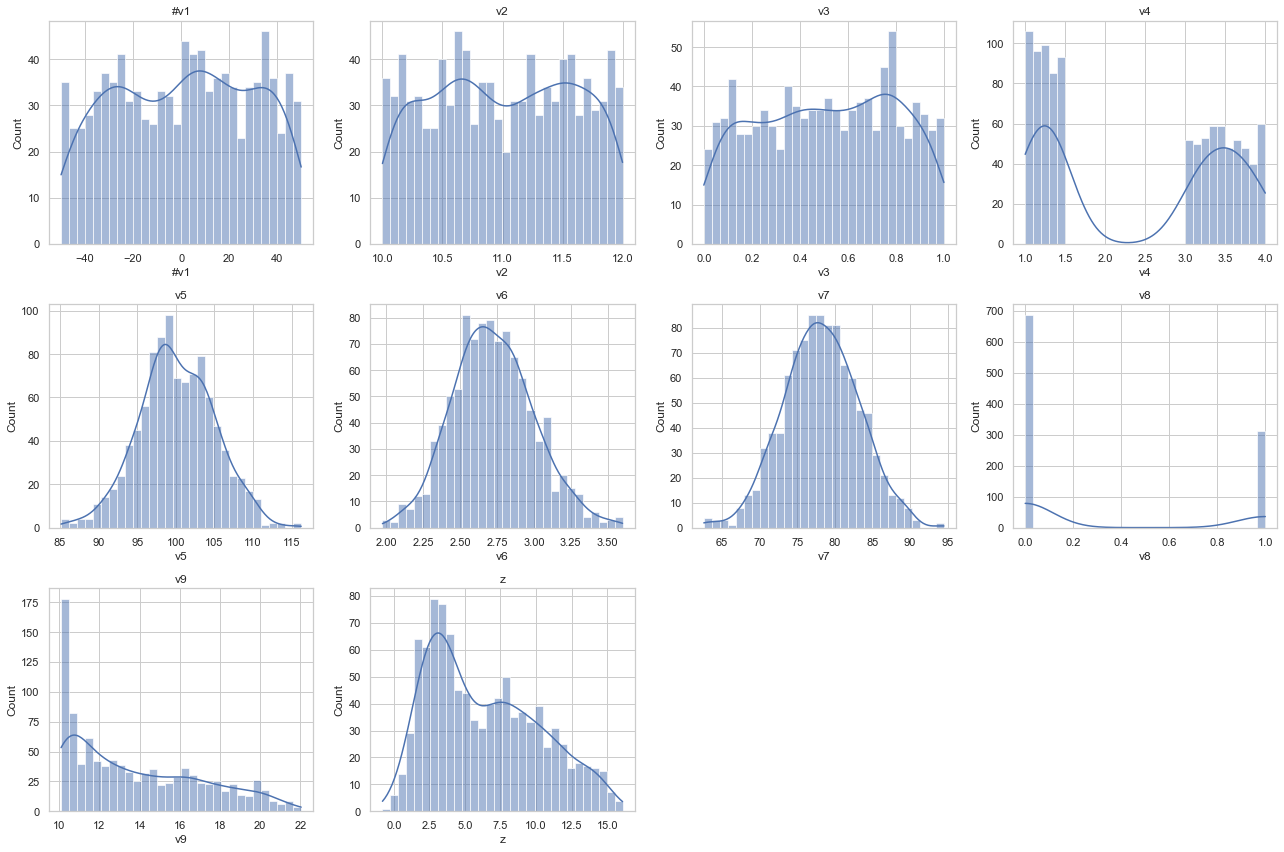 #v1 v2 v3 v4
Count 40 30 20 10 0
−40 −20 0 20 40
#v1
Count 40 30 20 10 0
10.0 10.5 11.0 11.5 12.0
v2
Count 50 40 30 20 10 0
0.0 0.2 0.4 0.6 0.8 1.0
v3
Count 100 80 60 40 20 0
1.0 1.5 2.0 2.5 3.0 3.5 4.0
v4
v5 v6 v7 v8
Count 100 80 60 40 20 0
85 90 95 100 105 110 115
v5
Count 80 70 60 50 40 30 20 10 0
2.00 2.25 2.50 2.75 3.00 3.25 3.50
v6
Count 80 70 60 50 40 30 20 10 0
65 70 75 80 85 90 95
v7
Count 700 600 500 400 300 200 100 0
0.0 0.2 0.4 0.6 0.8 1.0
v8
v9 z
Count 175 150 125 100 75 50 25 0
10 12 14 16 18 20 22
v9
Count 80 70 60 50 40 30 20 10 0
0.0 2.5 5.0 7.5 10.0 12.5 15.0
z